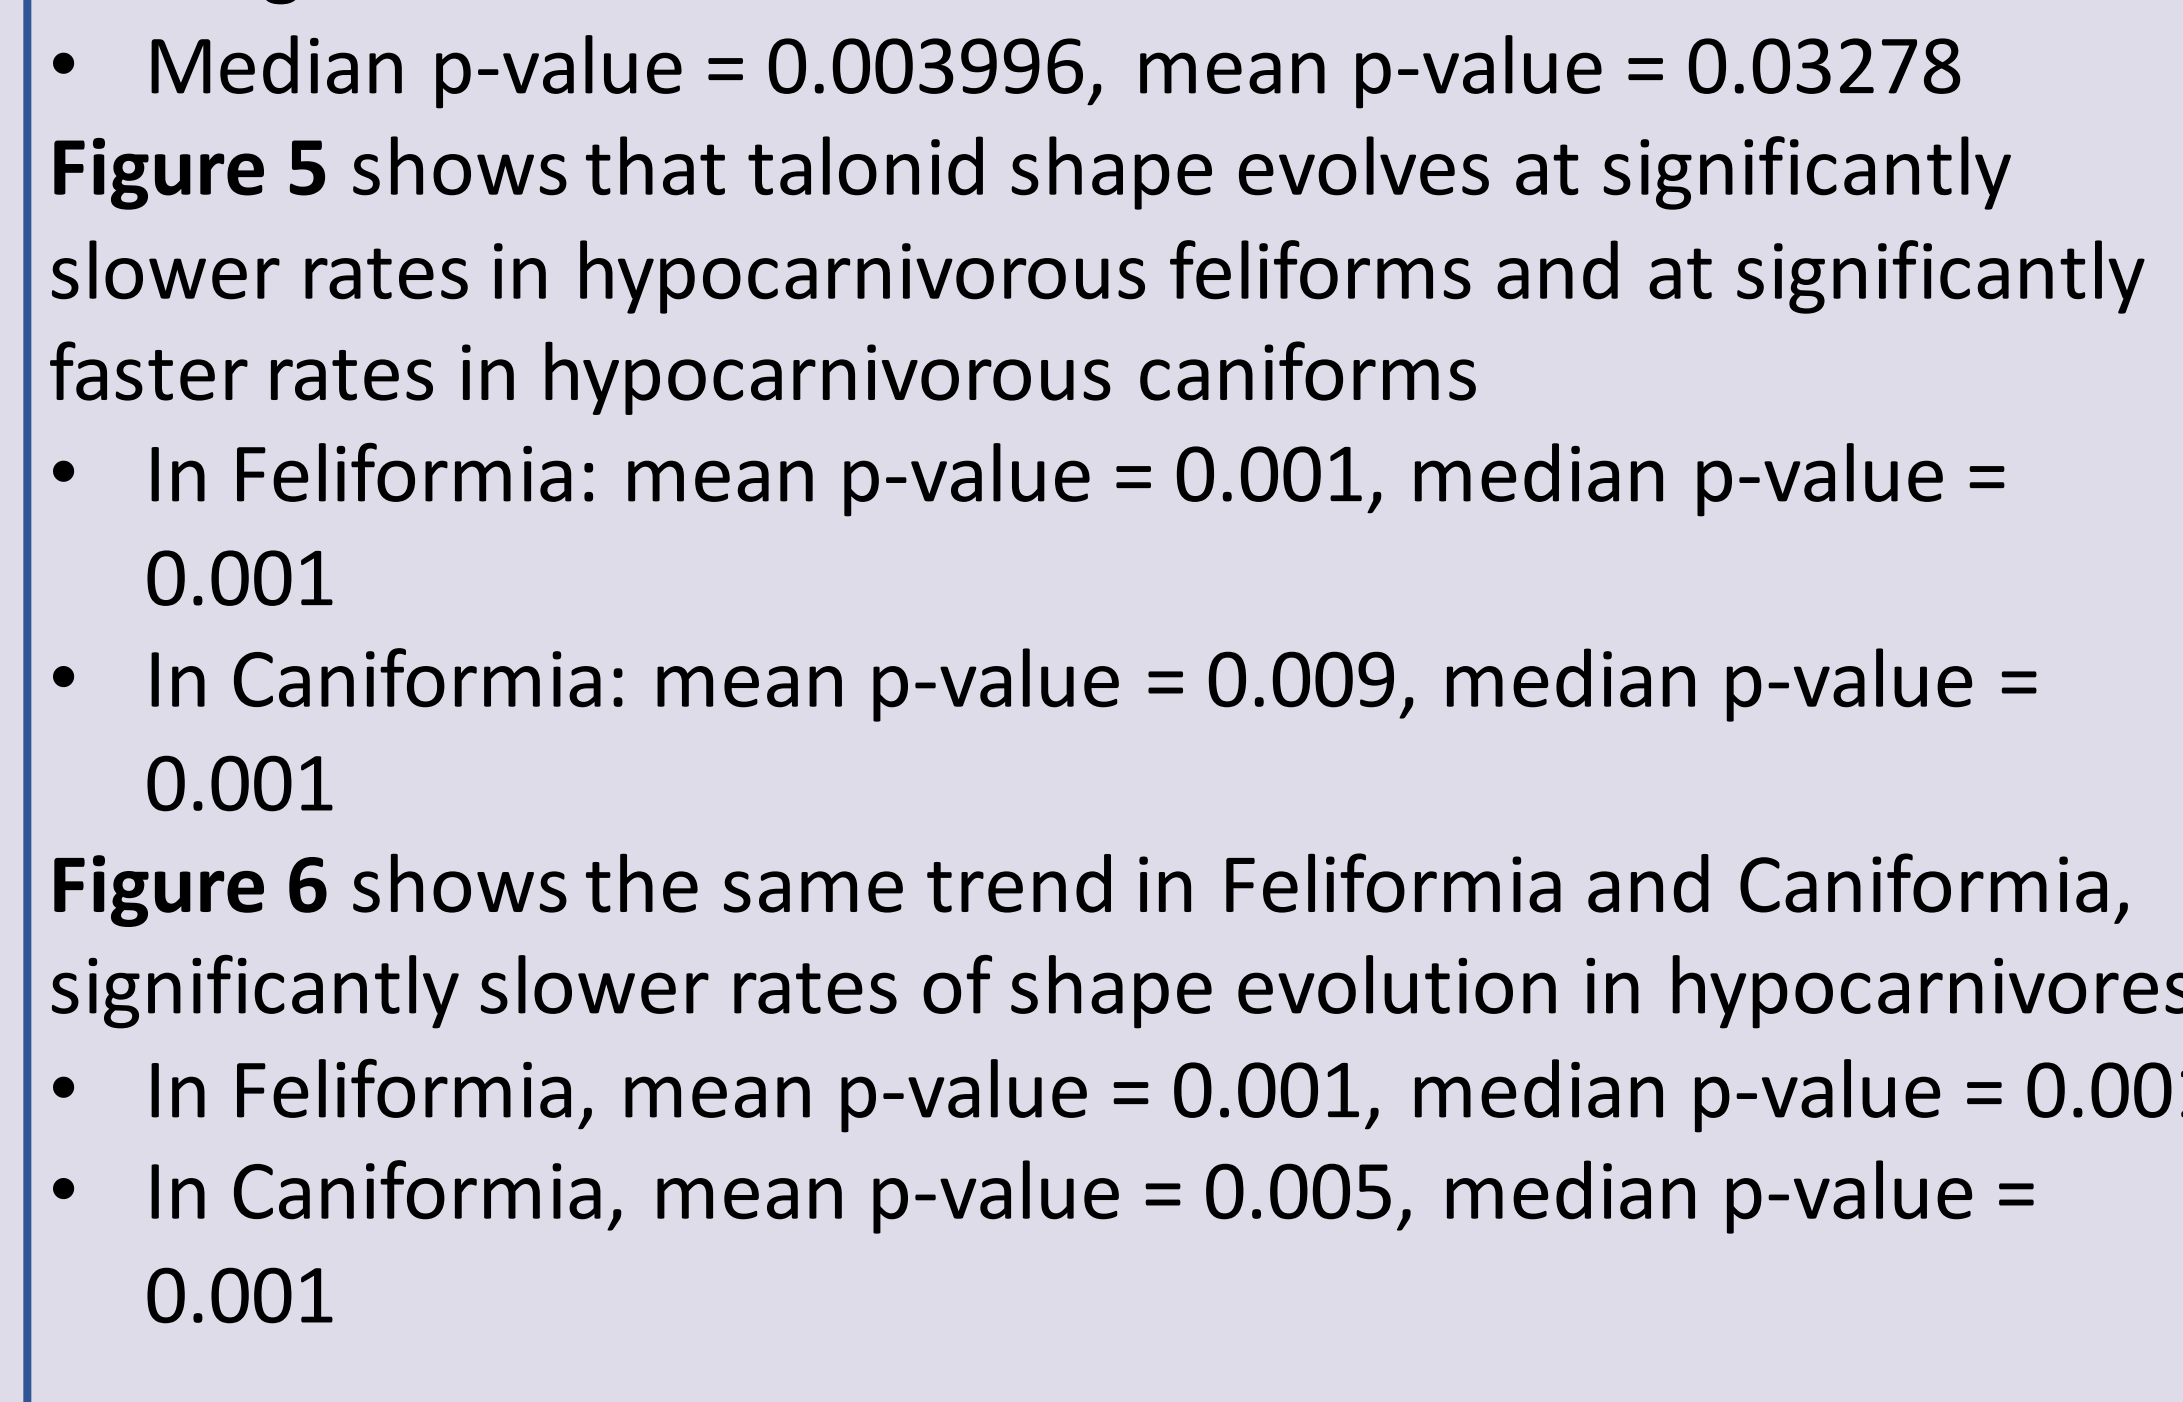 • Median p-value = 0.003996, mean p-value = 0.03278
Figure 5 shows that talonid shape evolves at significantly
slower rates in hypocarnivorous feliforms and at significantly
faster rates in hypocarnivorous caniforms
• In Feliformia: mean p-value = 0.001, median p-value =
0.001
• In Caniformia: mean p-value = 0.009, median p-value =
0.001
Figure 6 shows the same trend in Feliformia and Caniformia,
significantly slower rates of shape evolution in hypocarnivores
• In Feliformia, mean p-value = 0.001, median p-value =
• In Caniformia, mean p-value = 0.005, median p-value =
0.001